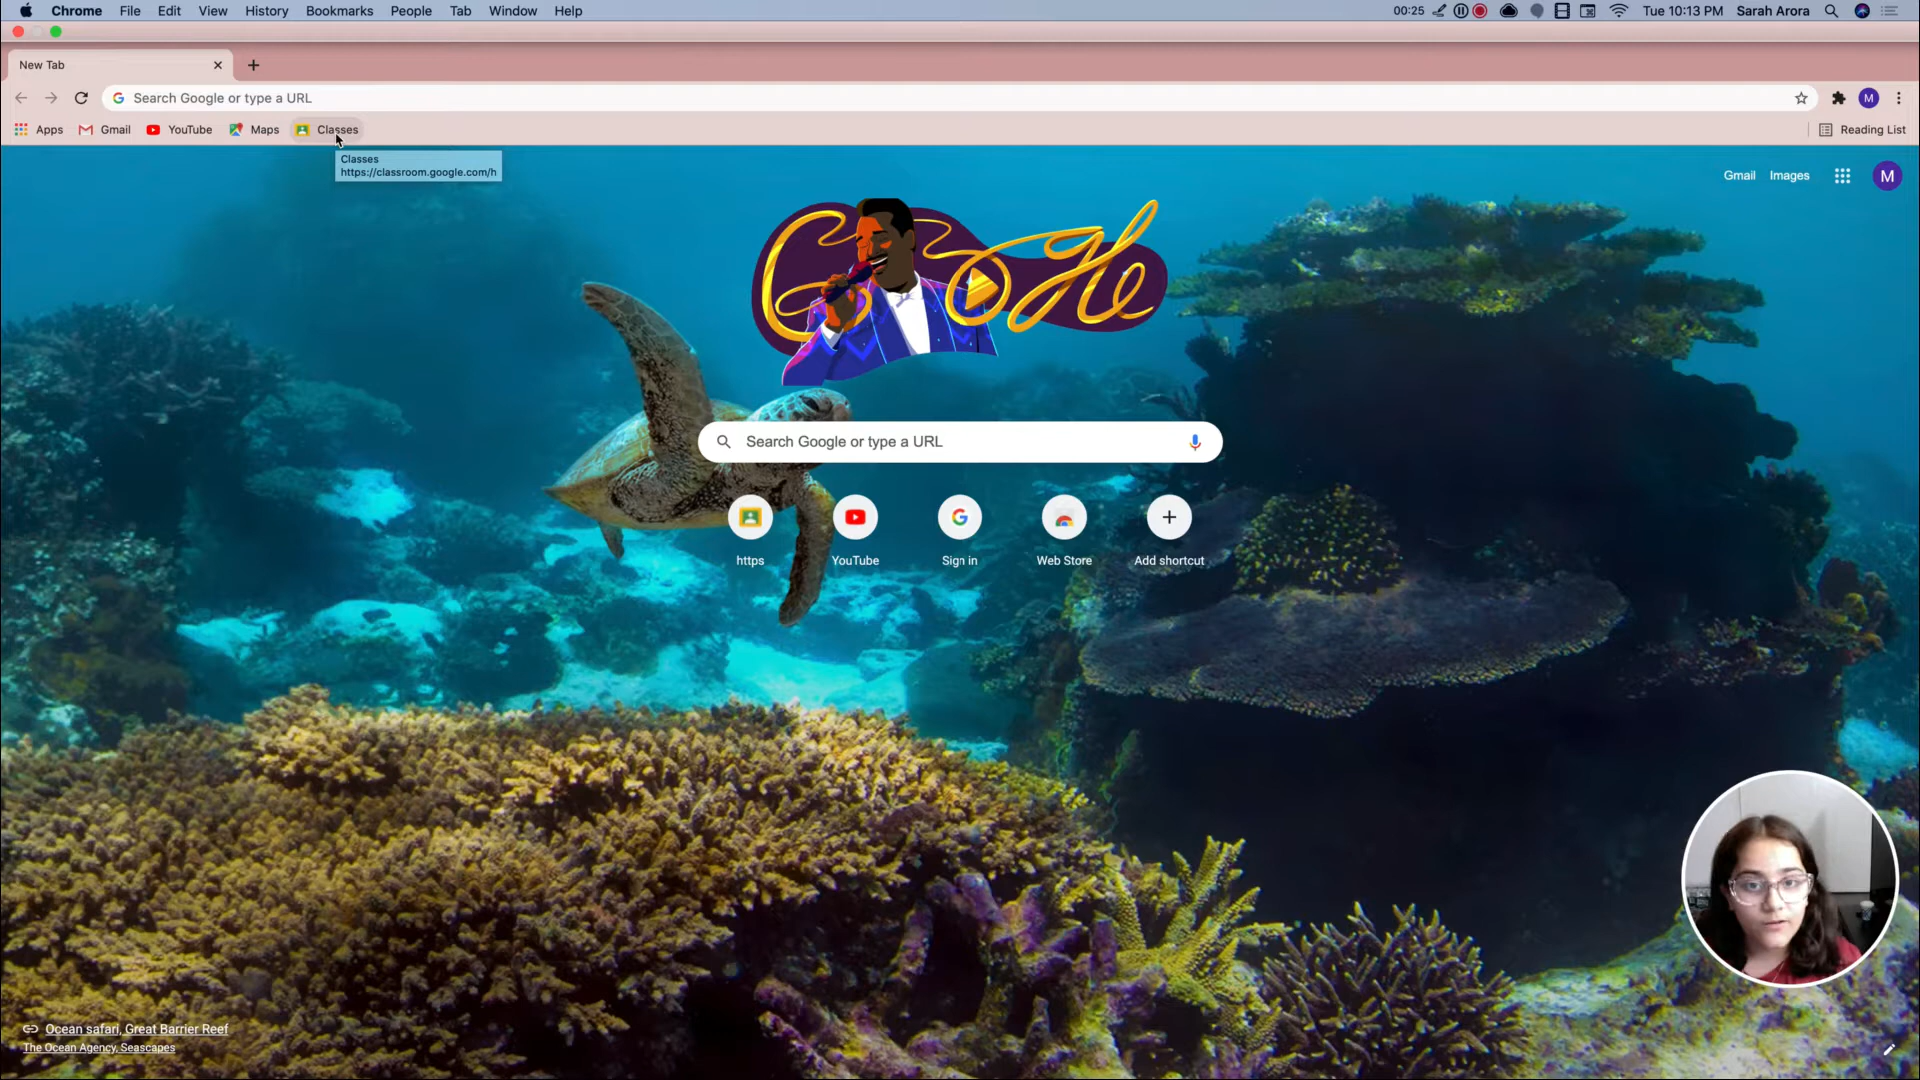 Chrome File Edit View History Bookmarks People Tab Window Help 00:25 Tue 10:13 PM Sarah Arora
New Tab
Search Google or type a URL
Apps Gmail YouTube Maps Classes Reading List
Classes
https://classroom.google.com/h
Gmail Images M
Google
Search Google or type a URL
https YouTube Sign in Web Store Add shortcut
Ocean safari, Great Barrier Reef
The Ocean Agency, Seascapes